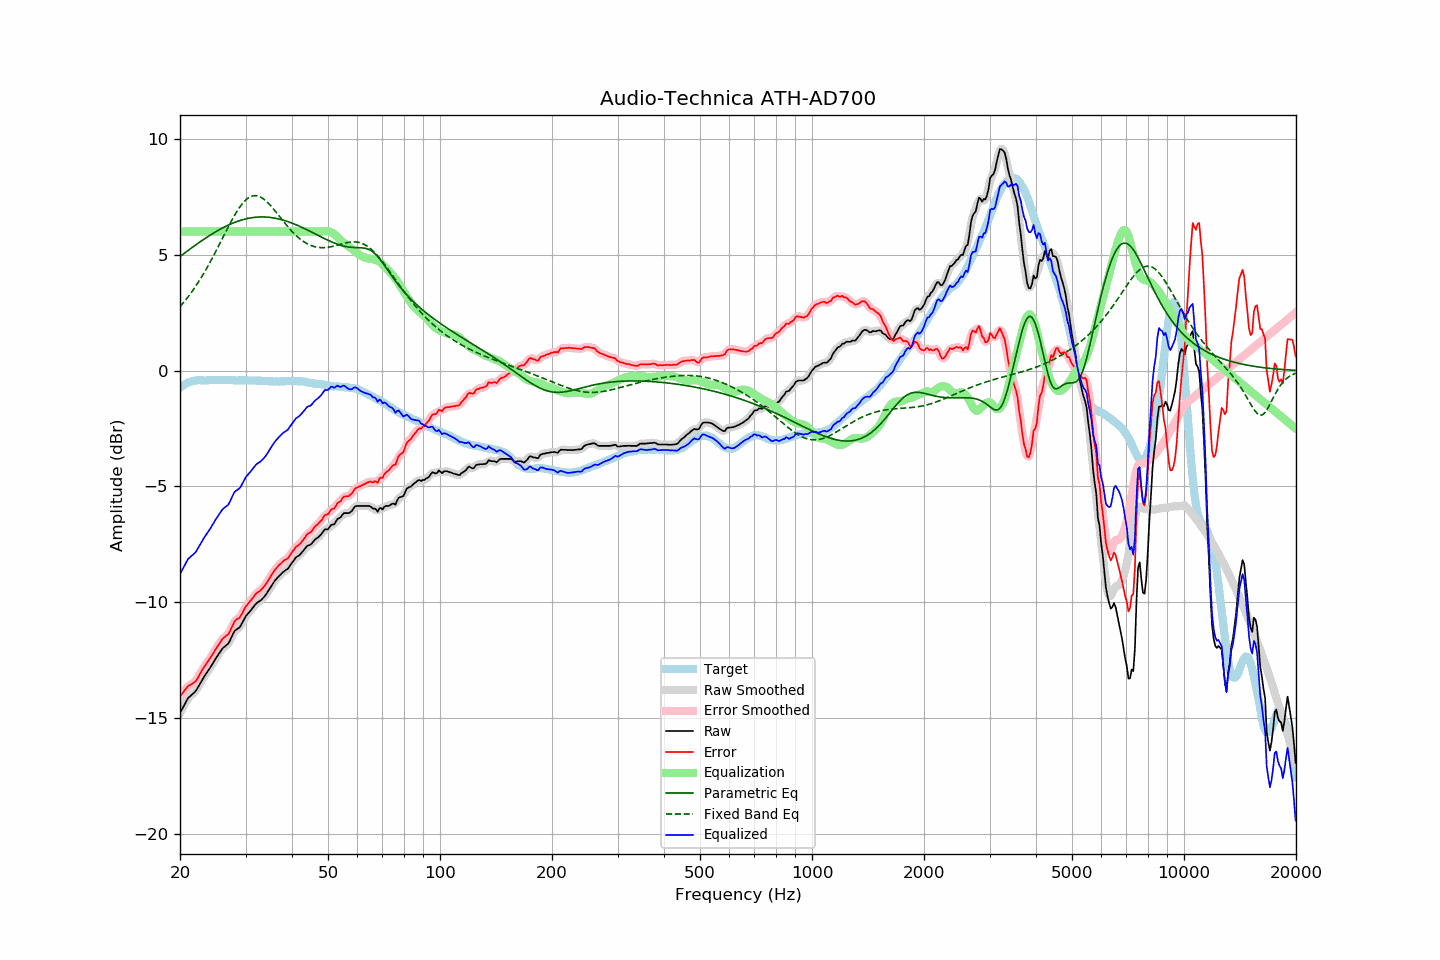 Audio-Technica ATH-AD700
Amplitude (dBr)
10
5
0
−5
−10
−15
−20
Target
Raw Smoothed
Error Smoothed
Raw
Error
Equalization
Parametric Eq
Fixed Band Eq
Equalized
20 50 100 200 500 1000 2000 5000 10000 20000
Frequency (Hz)